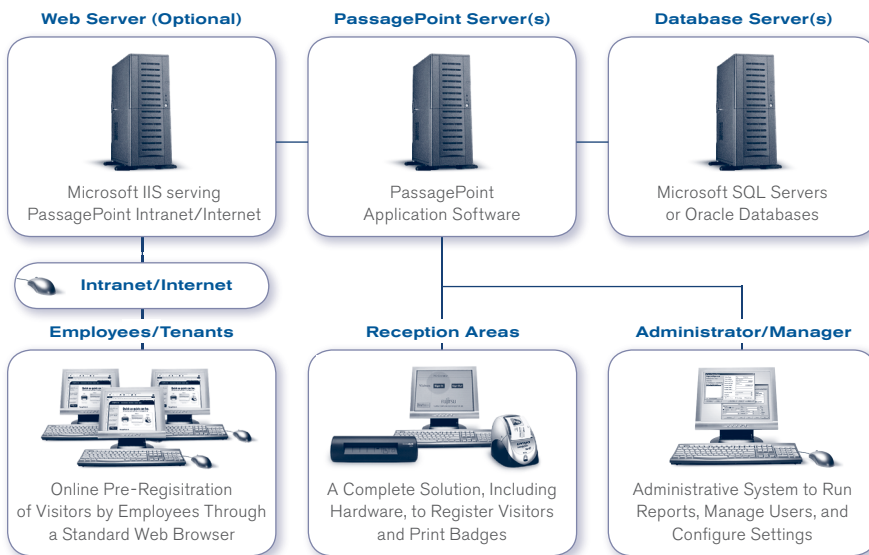 Web Server (Optional)
PassagePoint Server(s)
Database Server(s)
Microsoft IIS serving
PassagePoint Intranet/Internet
PassagePoint
Application Software
Microsoft SQL Servers
or Oracle Databases
Intranet/Internet
Employees/Tenants
Reception Areas
Administrator/Manager
Online Pre-Regisitration
of Visitors by Employees Through
a Standard Web Browser
A Complete Solution, Including
Hardware, to Register Visitors
and Print Badges
Administrative System to Run
Reports, Manage Users, and
Configure Settings